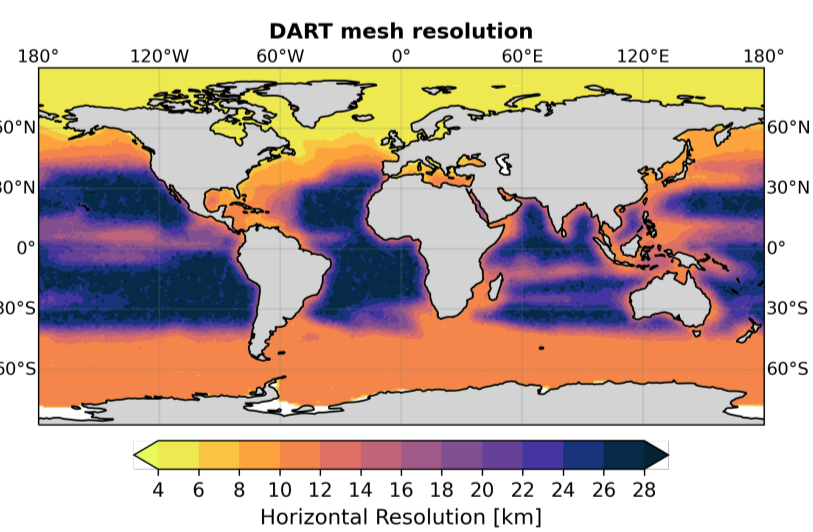 DART mesh resolution
180° 120°W 60°W 0° 60°E 120°E 180°
60°N 60°N
30°N 30°N
0° 0°
30°S 30°S
60°S 60°S
4 6 8 10 12 14 16 18 20 22 24 26 28
Horizontal Resolution [km]